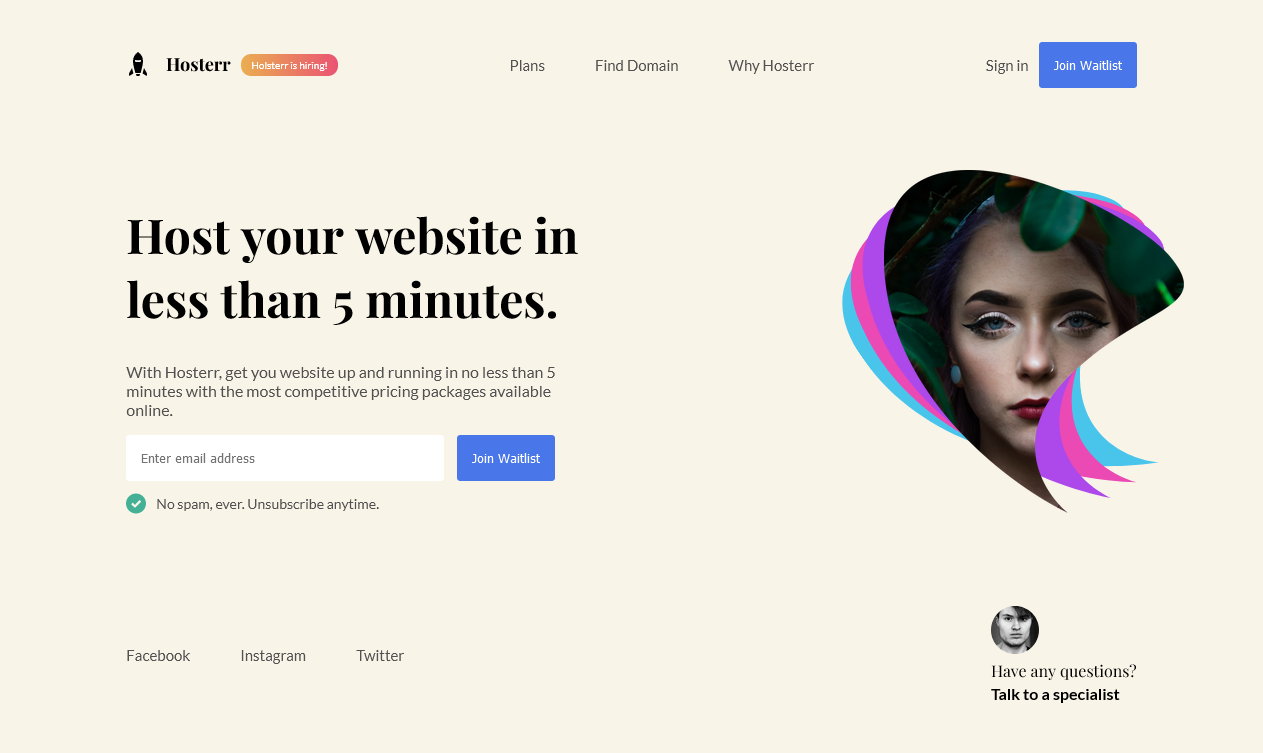 Hosterr
Holsterr is hiring!
Plans
Find Domain
Why Hosterr
Sign in
Join Waitlist
Host your website in
less than 5 minutes.
With Hosterr, get you website up and running in no less than 5
minutes with the most competitive pricing packages available
online.
Enter email address
Join Waitlist
No spam, ever. Unsubscribe anytime.
Facebook
Instagram
Twitter
Have any questions?
Talk to a specialist